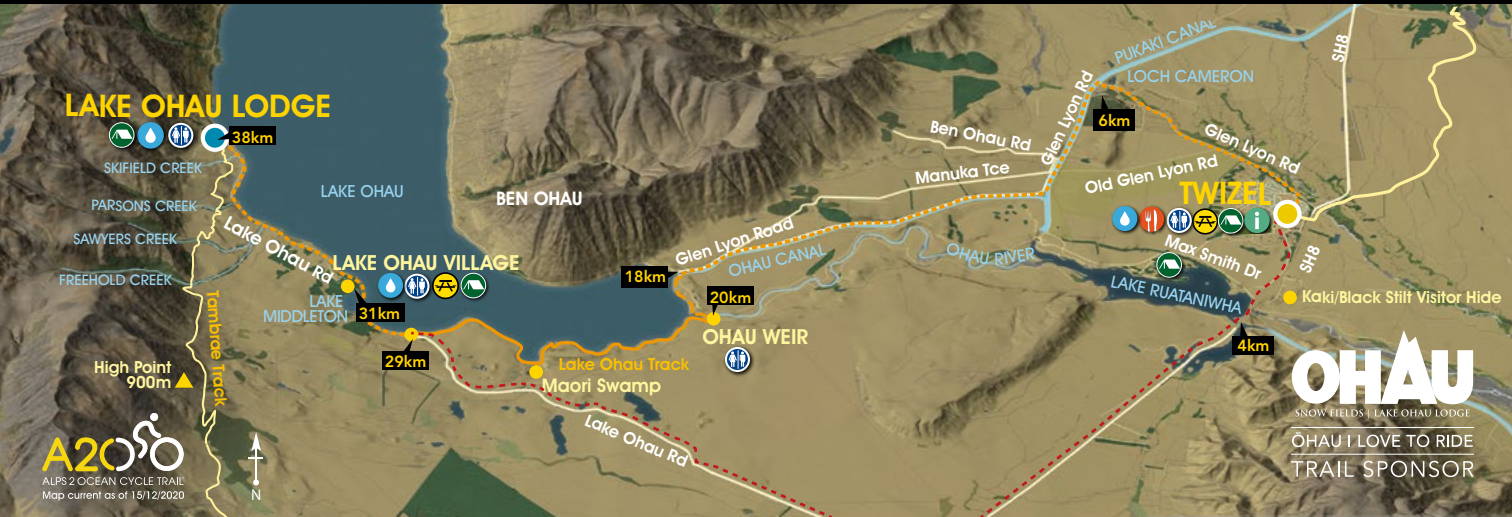 LAKE OHAU LODGE
38km
SKIFIELD CREEK
PARSONS CREEK
SAWYERS CREEK
FREEHOLD CREEK
Lake Ohau Rd
LAKE OHAU
LAKE OHAU VILLAGE
LAKE
MIDDLETON
31km
29km
Tambrae Track
High Point
900m
A2O
ALPS 2 OCEAN CYCLE TRAIL
Map current as of 15/12/2020
N
BEN OHAU
18km
Glen Lyon Road
OHAU CANAL
20km
OHAU WEIR
Lake Ohau Track
Maori Swamp
Lake Ohau Rd
OHAU RIVER
Ben Ohau Rd
Manuka Tce
Glen Lyon Rd
PUKAKI CANAL
LOCH CAMERON
6km
Glen Lyon Rd
Old Glen Lyon Rd
SH8
TWIZEL
i
Max Smith Dr
SH8
LAKE RUATANIWHA
Kaki/Black Stilt Visitor Hide
4km
OHAU
SNOW FIELDS | LAKE OHAU LODGE
ŌHAU I LOVE TO RIDE
TRAIL SPONSOR